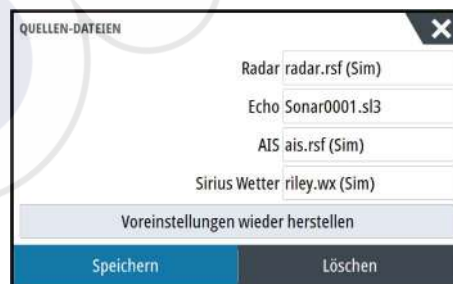 QUELLEN-DATEIEN
Radar radar.rsf (Sim)
Echo Sonar0001.sl3
AIS ais.rsf (Sim)
Sirius Wetter riley.wx (Sim)
Voreinstellungen wieder herstellen
Speichern Löschen